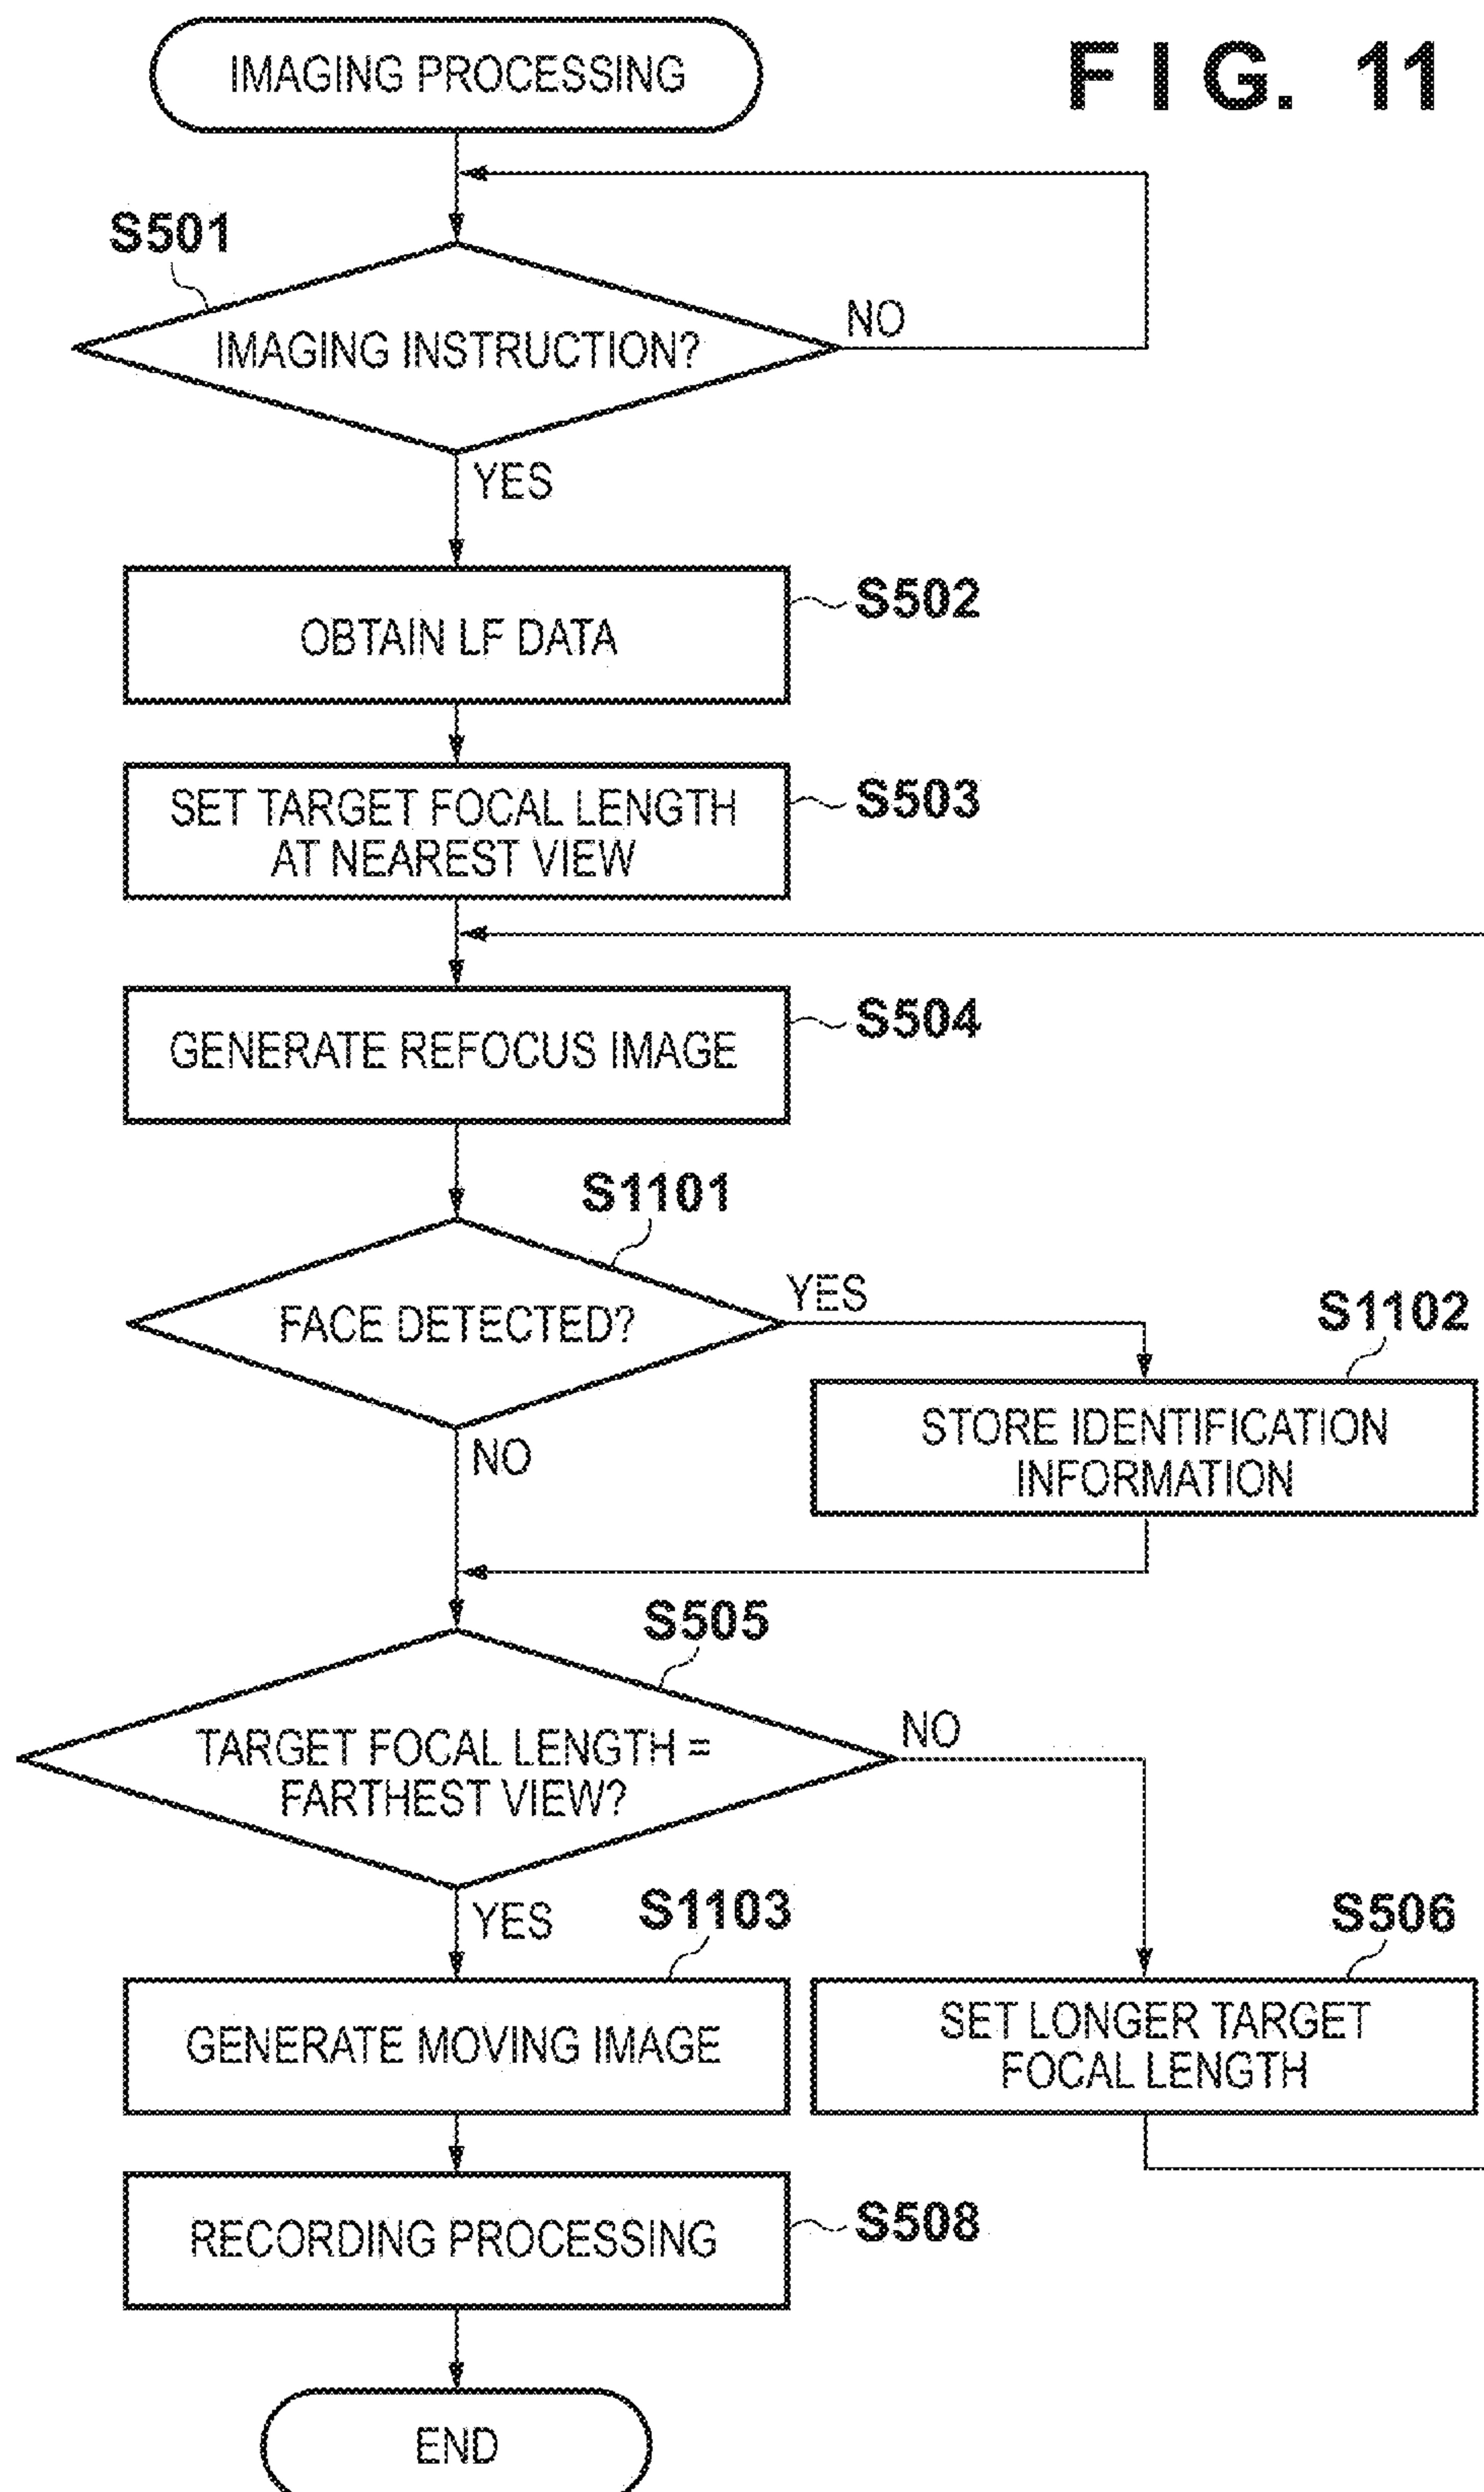 IMAGING PROCESSING
FIG. 11
S501
IMAGING INSTRUCTION?
NO
YES
OBTAIN LF DATA
S502
SET TARGET FOCAL LENGTH
AT NEAREST VIEW
S503
GENERATE REFOCUS IMAGE
S504
S1101
FACE DETECTED?
YES
NO
S1102
STORE IDENTIFICATION
INFORMATION
S505
TARGET FOCAL LENGTH =
FARTHEST VIEW?
NO
YES
S1103
GENERATE MOVING IMAGE
S506
SET LONGER TARGET
FOCAL LENGTH
RECORDING PROCESSING
S508
END